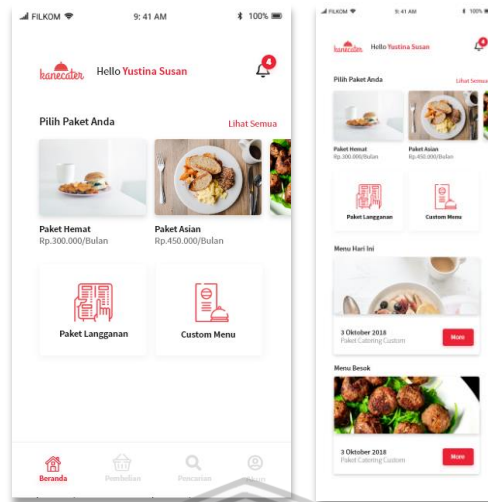 FILKOM 9: 41 AM 100%
kanecater Hello Yustina Susan 4
Pilih Paket Anda Lihat Semua
Paket Hemat
Rp.300.000/Bulan
Paket Asian
Rp.450.000/Bulan
Paket Langganan
Custom Menu
Beranda Pembelian Pencarian Akun
FILKOM 9: 41 AM 100%
kanecater Hello Yustina Susan 4
Pilih Paket Anda Lihat Semua
Paket Hemat
Rp.300.000/Bulan
Paket Asian
Rp.450.000/Bulan
Paket Langganan
Custom Menu
Menu Hari Ini
3 Oktober 2018
Paket Catering Custom
More
Menu Besok
3 Oktober 2018
Paket Catering Custom
More